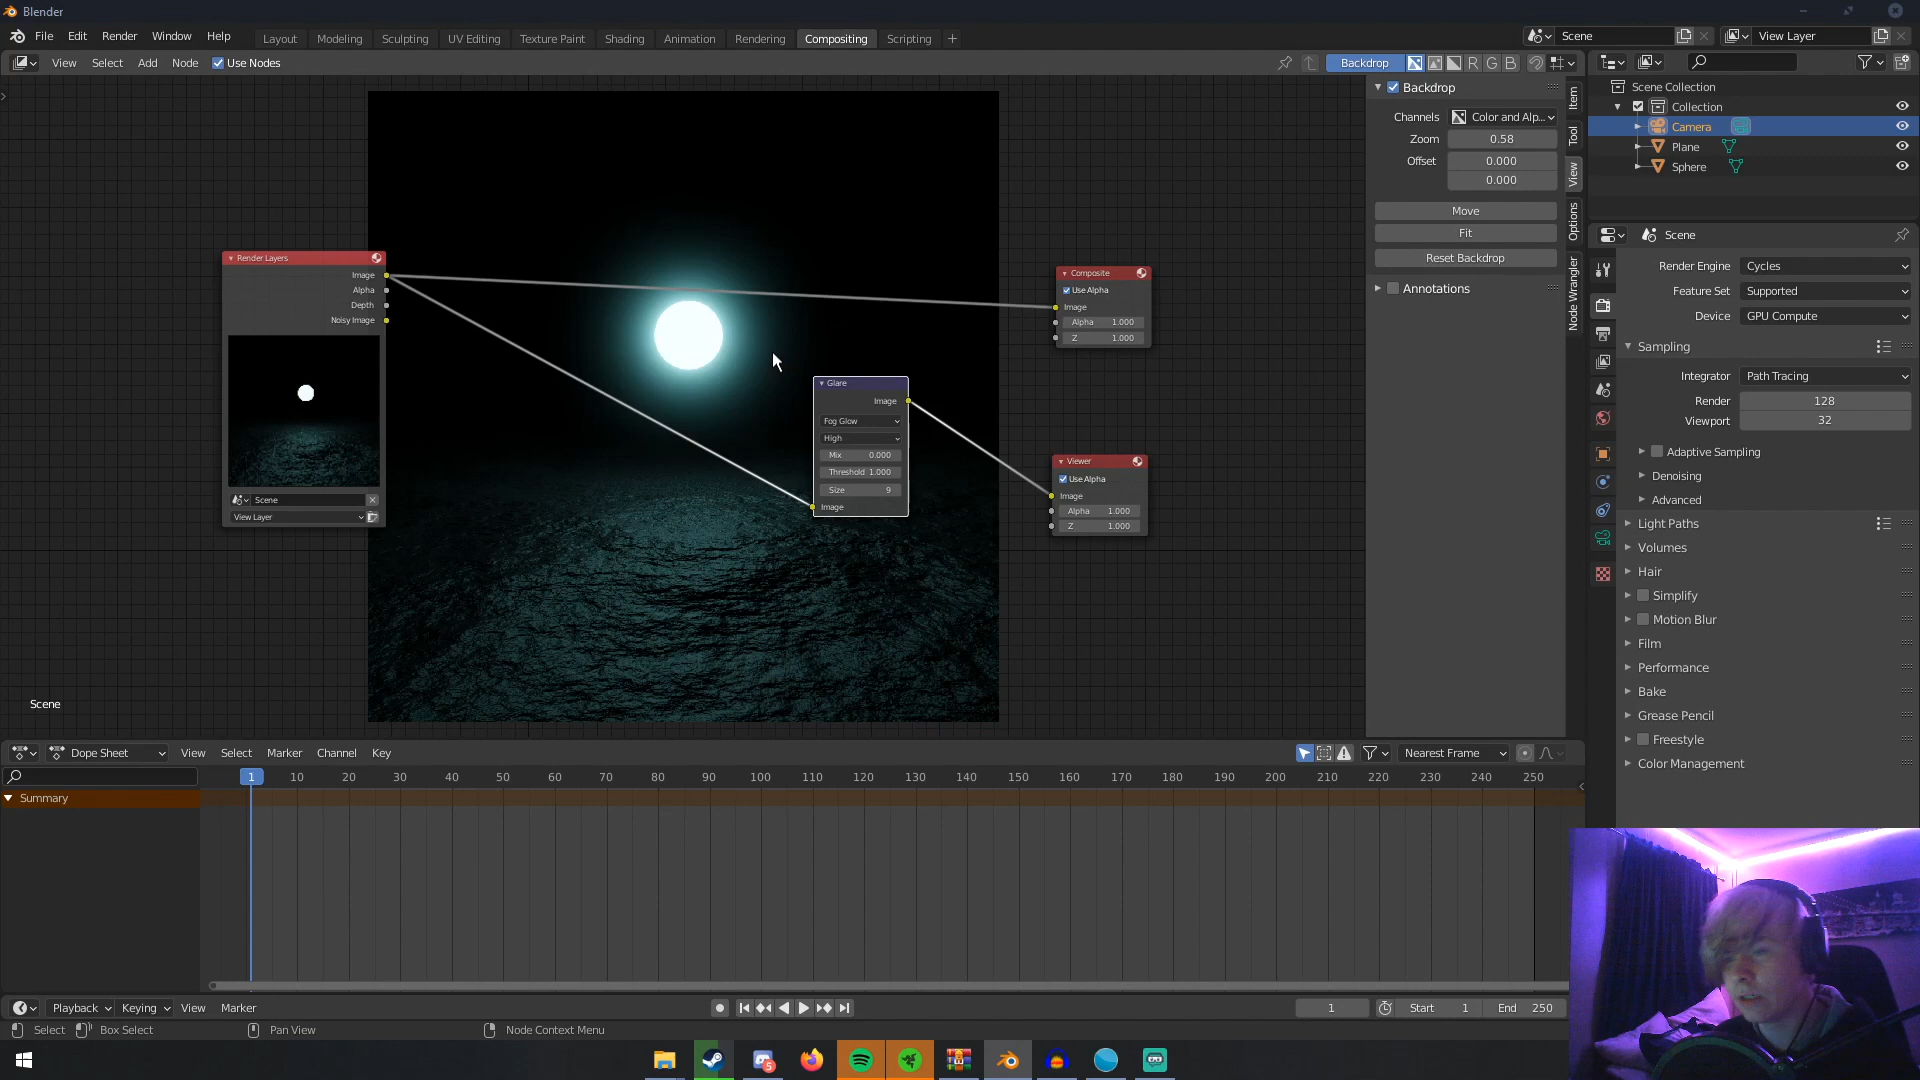 Blender
File Edit Render Window Help
Layout Modeling Sculpting UV Editing Texture Paint Shading Animation Rendering Compositing Scripting +
Scene
View Layer
View Select Add Node Use Nodes
Backdrop R G B
Backdrop
Channels Color and Alp...
Zoom 0.58
Offset 0.000
0.000
Move
Fit
Reset Backdrop
Annotations
Item
Tool
View
Options
Node Wrangler
Render Layers
Image
Alpha
Depth
Noisy Image
Scene
View Layer
Glare
Image
Fog Glow
High
Mix 0.000
Threshold 1.000
Size 9
Image
Composite
Use Alpha
Image
Alpha 1.000
Z 1.000
Viewer
Use Alpha
Image
Alpha 1.000
Z 1.000
Scene
Scene Collection
Collection
Camera
Plane
Sphere
Scene
Render Engine Cycles
Feature Set Supported
Device GPU Compute
Sampling
Integrator Path Tracing
Render 128
Viewport 32
Adaptive Sampling
Denoising
Advanced
Light Paths
Volumes
Hair
Simplify
Motion Blur
Film
Performance
Bake
Grease Pencil
Freestyle
Color Management
Dope Sheet View Select Marker Channel Key
Nearest Frame
1 10 20 30 40 50 60 70 80 90 100 110 120 130 140 150 160 170 180 190 200 210 220 230 240 250
Summary
Playback Keying View Marker
1 Start 1 End 250
Select Box Select Pan View Node Context Menu
5